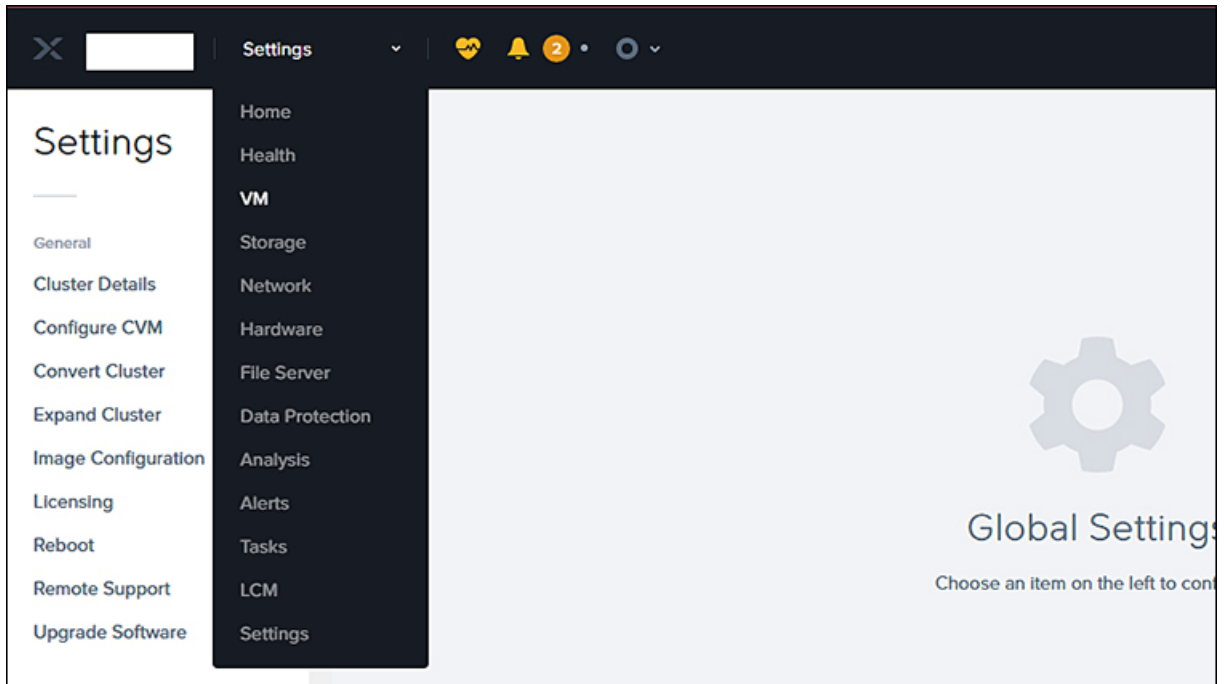 Settings
2
Settings
General
Cluster Details
Configure CVM
Convert Cluster
Expand Cluster
Image Configuration
Licensing
Reboot
Remote Support
Upgrade Software
Home
Health
VM
Storage
Network
Hardware
File Server
Data Protection
Analysis
Alerts
Tasks
LCM
Settings
Global Settings
Choose an item on the left to conf